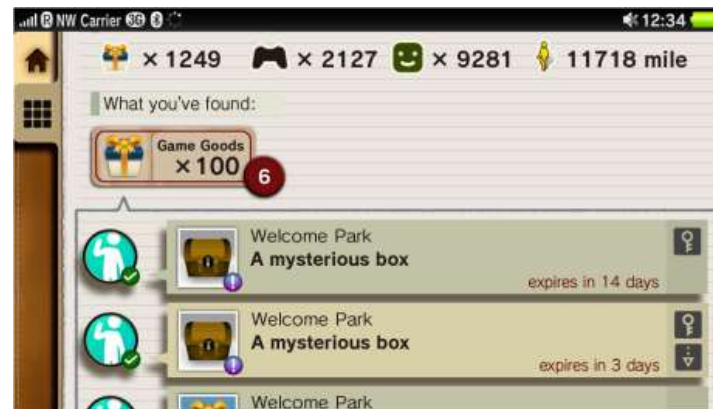 R NW Carrier 3G 12:34
× 1249 × 2127 × 9281 11718 mile
What you've found:
Game Goods
×100
6
Welcome Park
A mysterious box
expires in 14 days
Welcome Park
A mysterious box
expires in 3 days
Welcome Park